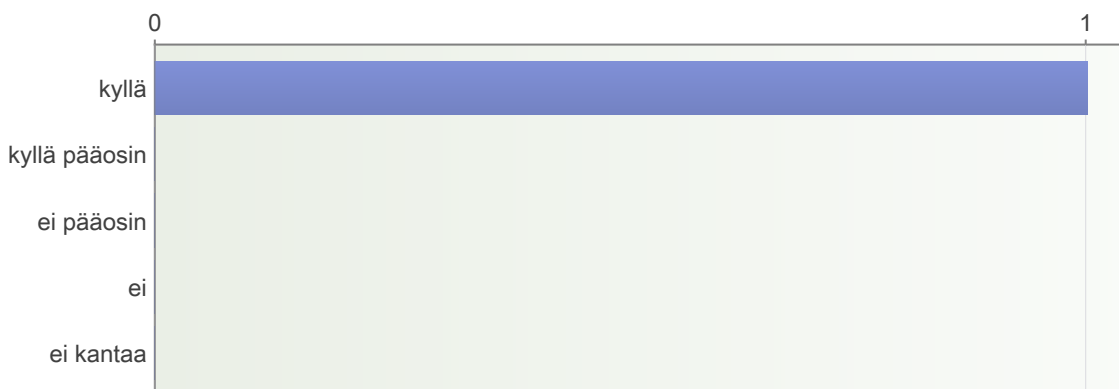 0 1
kyllä
kyllä pääosin
ei pääosin
ei
ei kantaa